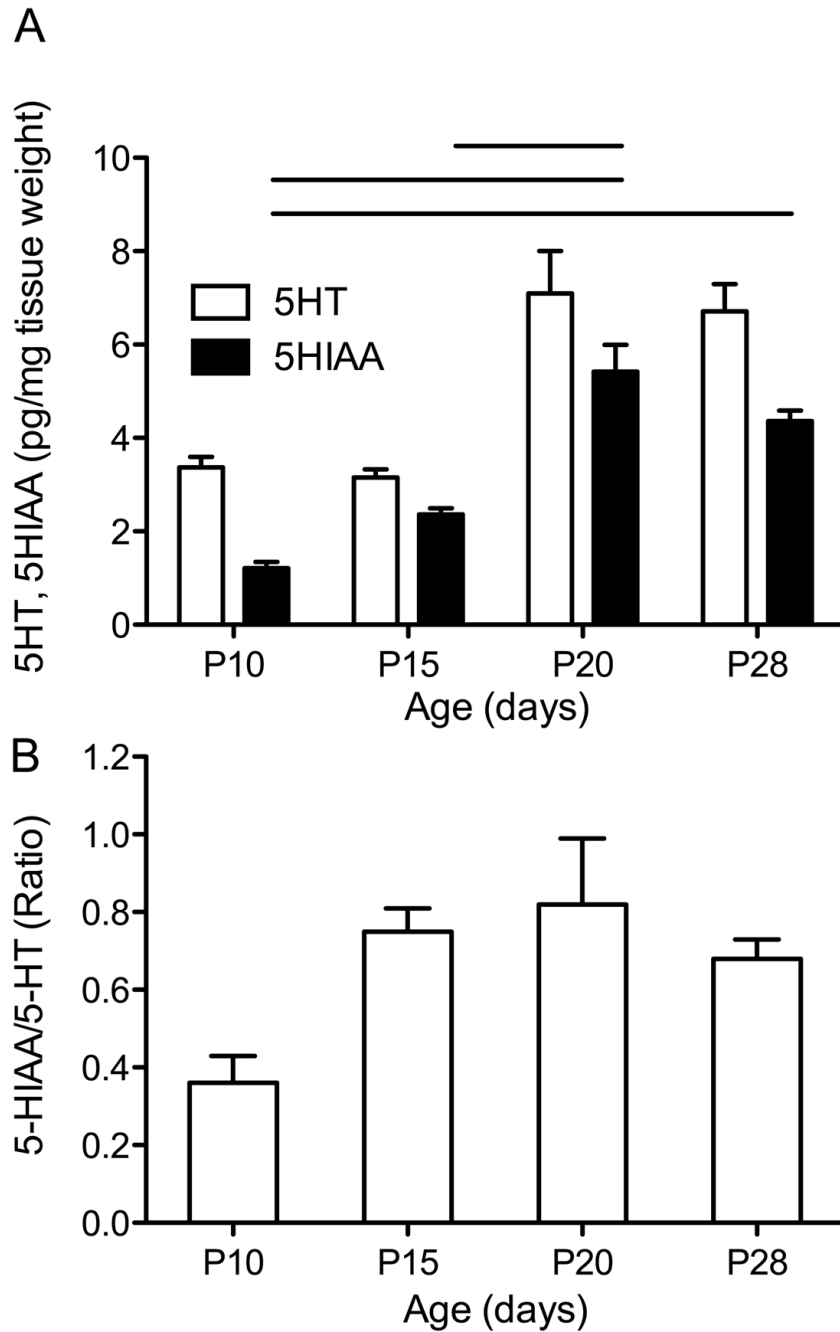 A
5HT, 5HIAA (pg/mg tissue weight)
10
8
6
4
2
0
5HT
5HIAA
P10 P15 P20 P28
Age (days)
B
5-HIAA/5-HT (Ratio)
1.2
1.0
0.8
0.6
0.4
0.2
0.0
P10 P15 P20 P28
Age (days)